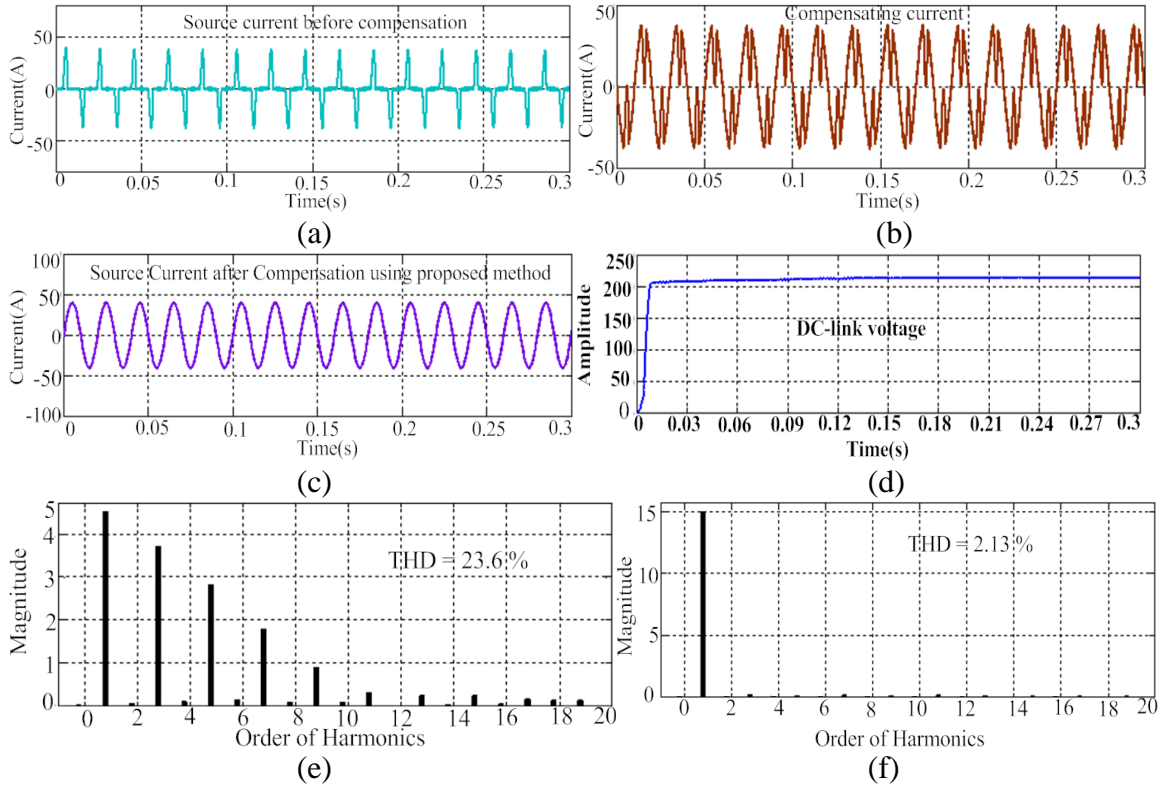 Source current before compensation
50
0
-50
Current(A)
0 0.05 0.1 0.15 0.2 0.25 0.3
Time(s)
(a)
Compensating current
50
0
-50
Current(A)
0 0.05 0.1 0.15 0.2 0.25 0.3
Time(s)
(b)
Source Current after Compensation using proposed method
100
50
0
-50
-100
Current(A)
0 0.05 0.1 0.15 0.2 0.25 0.3
Time(s)
(c)
250
200
150
200
50
0
Amplitude
DC-link voltage
0 0.03 0.06 0.09 0.12 0.15 0.18 0.21 0.24 0.27 0.3
Time(s)
(d)
5
4
3
2
1
0
Magnitude
THD = 23.6 %
0 2 4 6 8 10 12 14 16 18 20
Order of Harmonics
(e)
15
10
5
0
Magnitude
THD = 2.13 %
0 2 4 6 8 10 12 14 16 18 20
Order of Harmonics
(f)